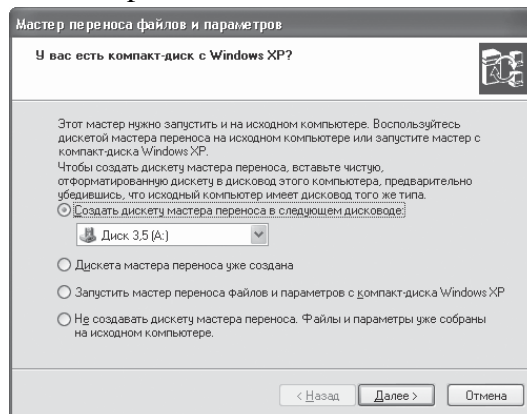 Мастер переноса файлов и параметров
У вас есть компакт-диск с Windows XP?
Этот мастер нужно запустить и на исходном компьютере. Воспользуйтесь
дискетой мастера переноса на исходном компьютере или запустите мастер с
компакт-диска Windows XP.
Чтобы создать дискету мастера переноса, вставьте чистую,
отформатированную дискету в дисковод этого компьютера, предварительно
убедившись, что исходный компьютер имеет дисковод того же типа.
Создать дискету мастера переноса в следующем дисководе:
Диск 3,5 (A:)
Дискета мастера переноса уже создана
Запустить мастер переноса файлов и параметров с компакт-диска Windows XP
Не создавать дискету мастера переноса. Файлы и параметры уже собраны
на исходном компьютере.
< Назад Далее > Отмена